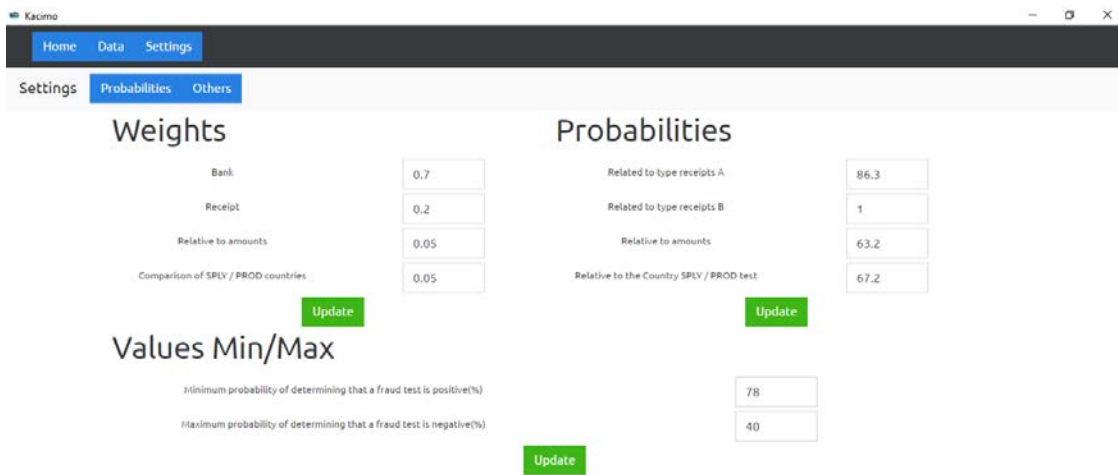 Kacimo
Home Data Settings
Settings Probabilities Others
Weights
Bank 0.7
Receipt 0.2
Relative to amounts 0.05
Comparison of SPLY / PROD countries 0.05
Update
Probabilities
Related to type receipts A 86.3
Related to type receipts B 1
Relative to amounts 63.2
Relative to the Country SPLY / PROD test 67.2
Update
Values Min/Max
Minimum probability of determining that a fraud test is positive(%) 78
Maximum probability of determining that a fraud test is negative(%) 40
Update